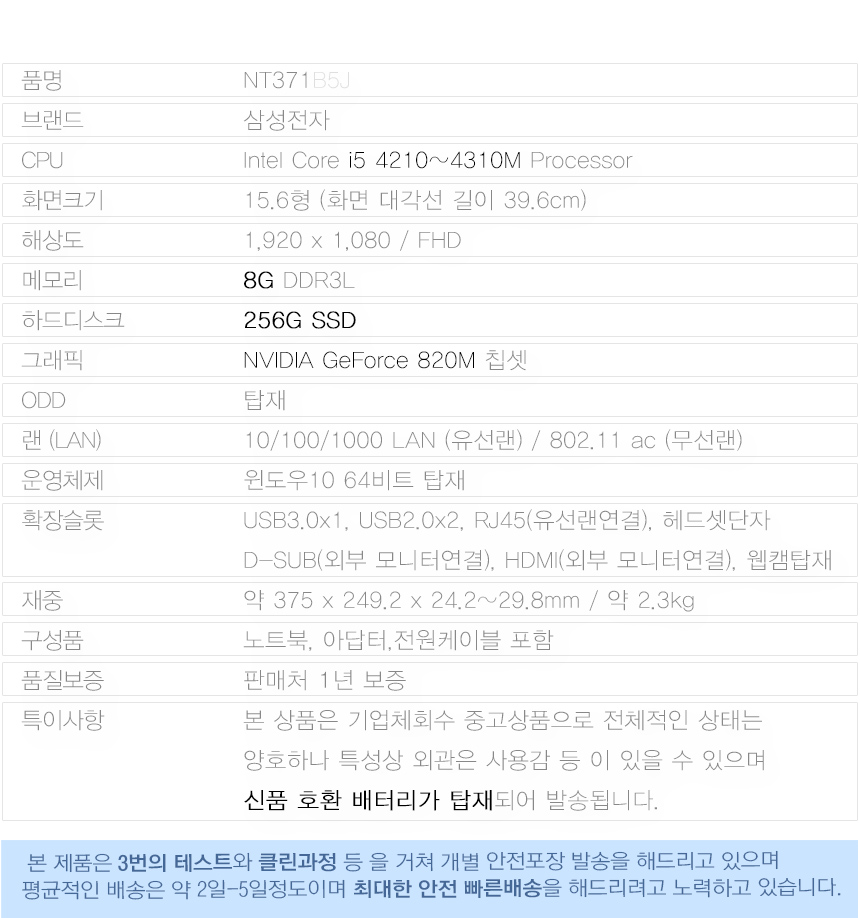 품명 NT371B5J
브랜드 삼성전자
CPU Intel Core i5 4210~4310M Processor
화면크기 15.6형 (화면 대각선 길이 39.6cm)
해상도 1,920 x 1,080 / FHD
메모리 8G DDR3L
하드디스크 256G SSD
그래픽 NVIDIA GeForce 820M 칩셋
ODD 탑재
랜 (LAN) 10/100/1000 LAN (유선랜) / 802.11 ac (무선랜)
운영체제 윈도우10 64비트 탑재
확장슬롯 USB3.0x1, USB2.0x2, RJ45(유선랜연결), 헤드셋단자
D-SUB(외부 모니터연결), HDMI(외부 모니터연결), 웹캠탑재
재중 약 375 x 249.2 x 24.2~29.8mm / 약 2.3kg
구성품 노트북, 아답터,전원케이블 포함
품질보증 판매처 1년 보증
특이사항 본 상품은 기업체회수 중고상품으로 전체적인 상태는
양호하나 특성상 외관은 사용감 등 이 있을 수 있으며
신품 호환 배터리가 탑재되어 발송됩니다.
본 제품은 3번의 테스트와 클린과정 등 을 거쳐 개별 안전포장 발송을 해드리고 있으며
평균적인 배송은 약 2일-5일정도이며 최대한 안전 빠른배송을 해드리려고 노력하고 있습니다.